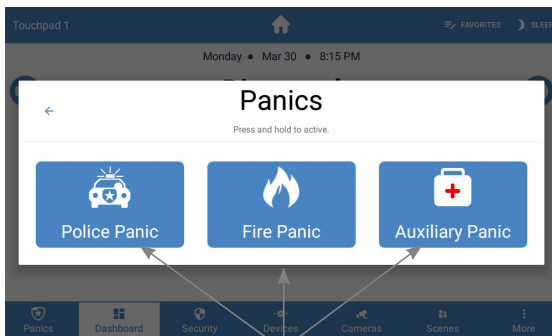 Touchpad 1
FAVORITES
SLEEP
Monday • Mar 30 • 8:15 PM
Panics
Press and hold to active.
Police Panic
Fire Panic
Auxiliary Panic
Panics
Dashboard
Security
Devices
Cameras
Scenes
More